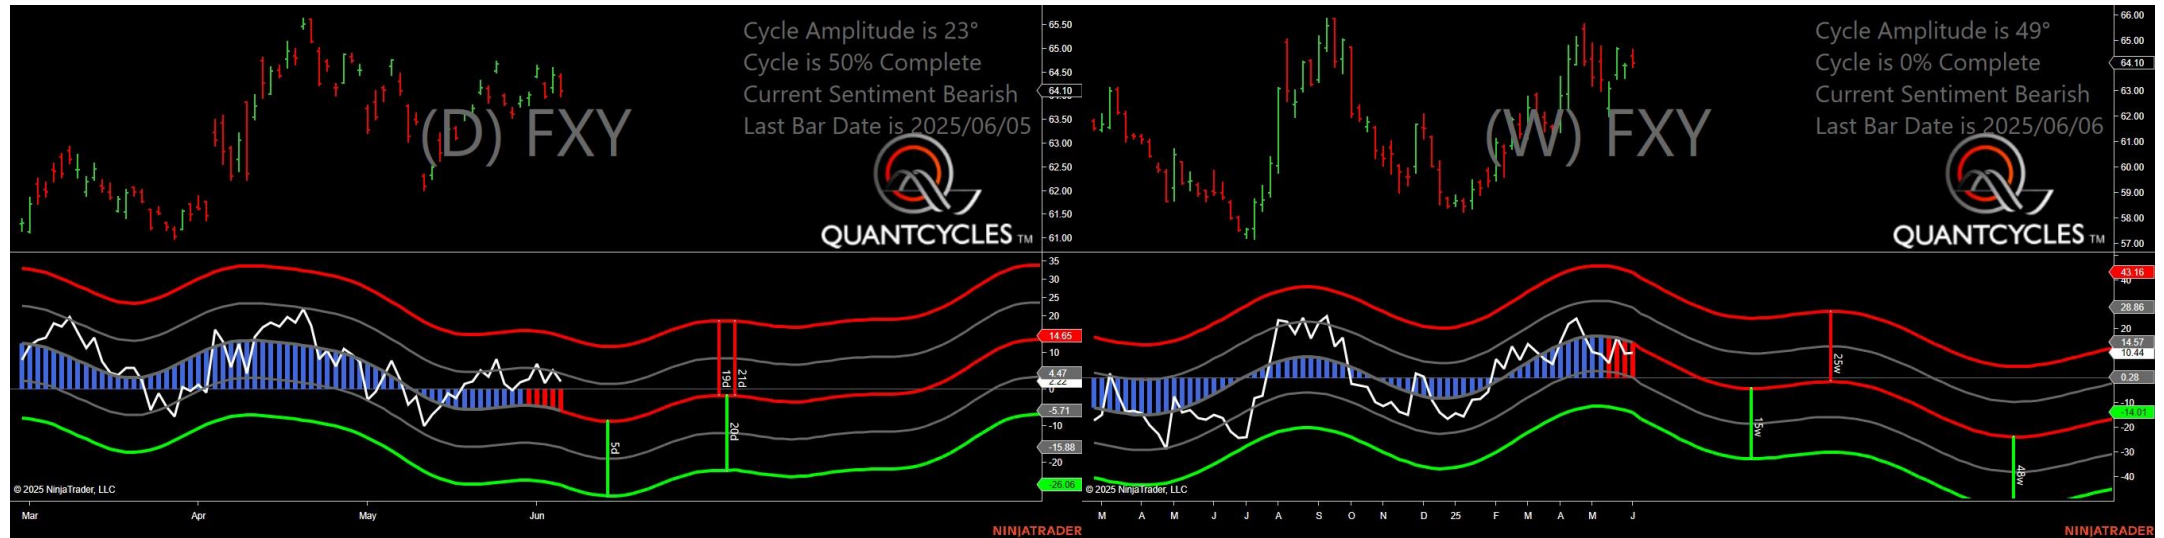 Cycle Amplitude is 23°
Cycle is 50% Complete
Current Sentiment Bearish
Last Bar Date is 2025/06/05
(D) FXY
QUANTCYCLES TM
65.50
65.00
64.50
64.10
63.50
63.00
62.50
62.00
61.50
61.00
35
30
25
20
14.65
10
4.47
2.22
0
-5.71
-10
-15.88
-20
-26.06
19d
21d
20d
5d
© 2025 NinjaTrader, LLC
Mar
Apr
May
Jun
NINJATRADER
Cycle Amplitude is 49°
Cycle is 0% Complete
Current Sentiment Bearish
Last Bar Date is 2025/06/06
(W) FXY
QUANTCYCLES TM
66.00
65.00
64.10
63.00
62.00
61.00
60.00
59.00
58.00
57.00
43.16
40
28.86
20
14.57
10.44
0.28
-10
-14.01
-20
-30
-40
25w
15w
48w
© 2025 NinjaTrader, LLC
M
A
M
J
J
A
S
O
N
D
25
F
M
A
M
J
NINJATRADER